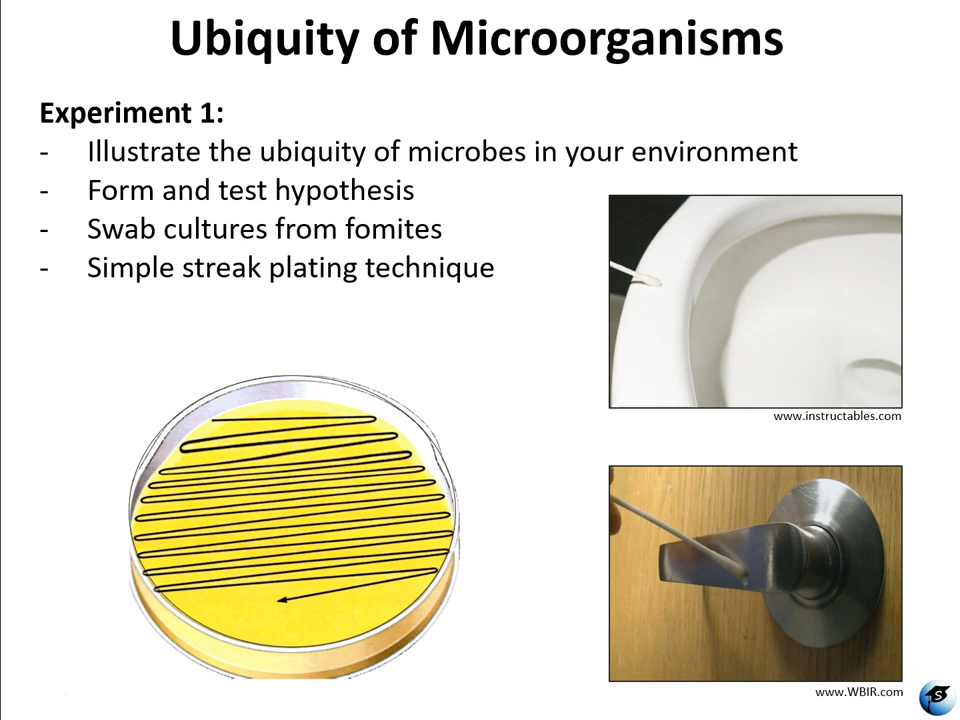 Ubiquity of Microorganisms
Experiment 1:
- Illustrate the ubiquity of microbes in your environment
- Form and test hypothesis
- Swab cultures from fomites
- Simple streak plating technique
www.instructables.com
www.WBIR.com
S